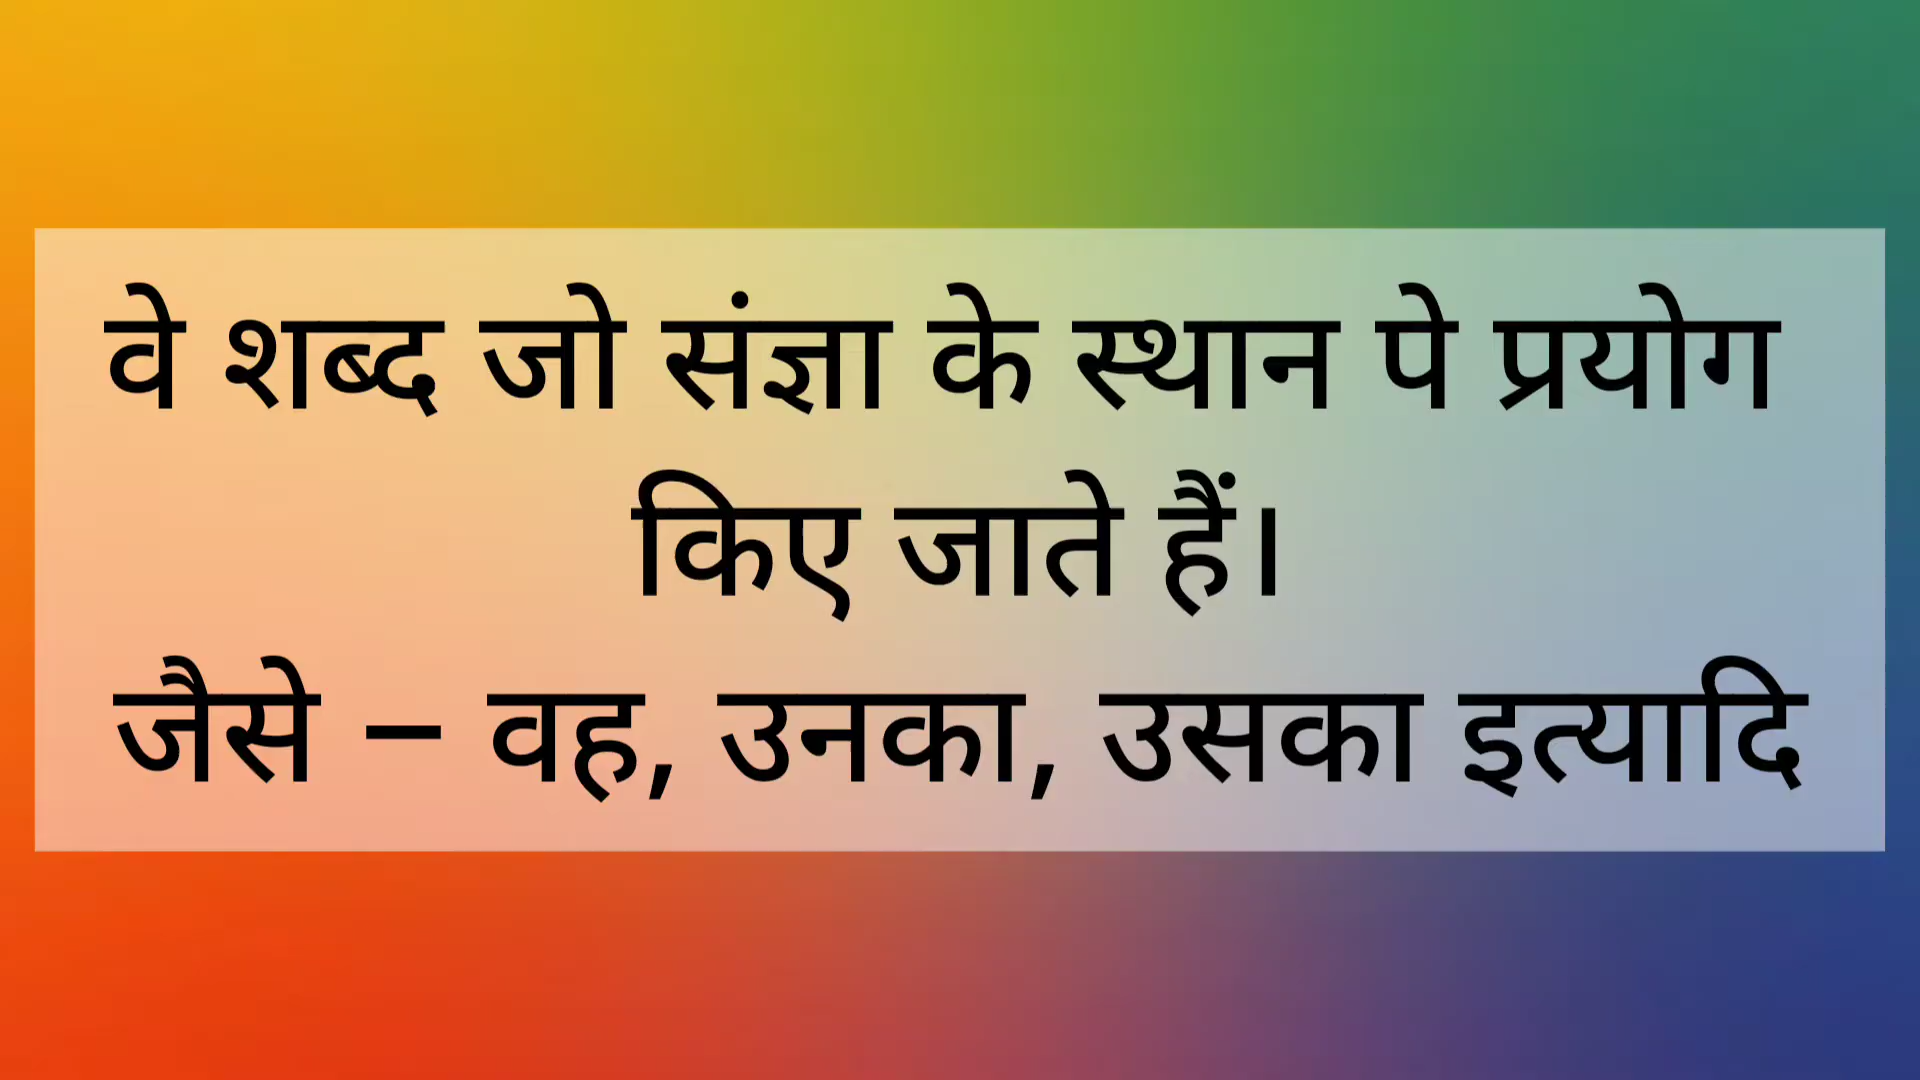 वे शब्द जो संज्ञा के स्थान पे प्रयोग
किए जाते हैं।
जैसे – वह, उनका, उसका इत्यादि